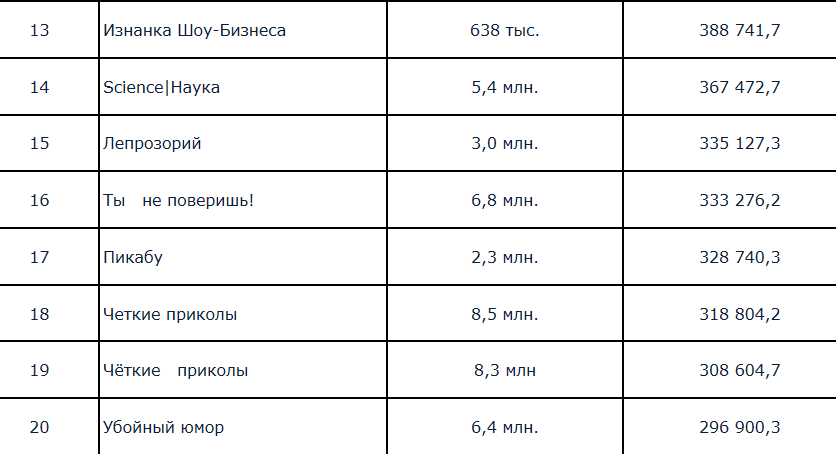 13 Изнанка Шоу-Бизнеса 638 тыс. 388 741,7
14 Science|Наука 5,4 млн. 367 472,7
15 Лепрозорий 3,0 млн. 335 127,3
16 Ты не поверишь! 6,8 млн. 333 276,2
17 Пикабу 2,3 млн. 328 740,3
18 Четкие приколы 8,5 млн. 318 804,2
19 Чёткие приколы 8,3 млн 308 604,7
20 Убойный юмор 6,4 млн. 296 900,3